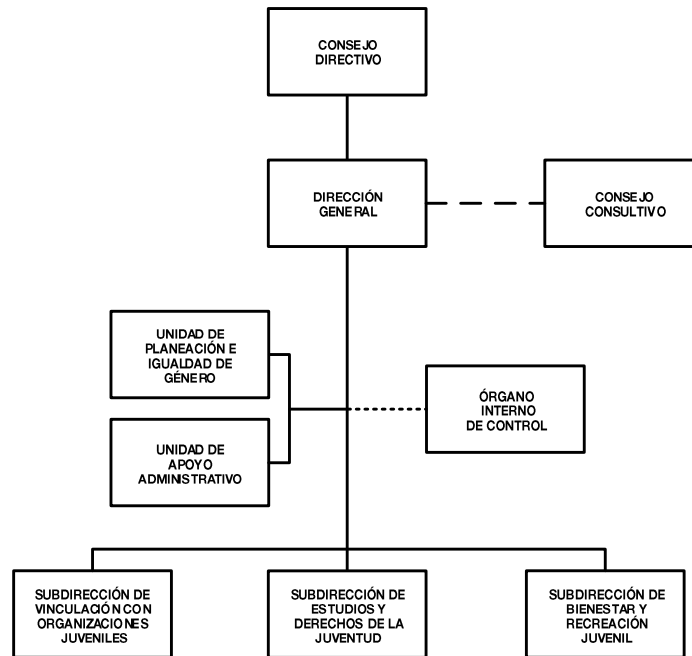 CONSEJO
DIRECTIVO
DIRECCIÓN
GENERAL
CONSEJO
CONSULTIVO
UNIDAD DE
PLANEACIÓN E
IGUALDAD DE
GÉNERO
ÓRGANO
INTERNO
DE CONTROL
UNIDAD DE
APOYO
ADMINISTRATIVO
SUBDIRECCIÓN DE
VINCULACIÓN CON
ORGANIZACIONES
JUVENILES
SUBDIRECCIÓN DE
ESTUDIOS Y
DERECHOS DE LA
JUVENTUD
SUBDIRECCIÓN DE
BIENESTAR Y
RECREACIÓN
JUVENIL